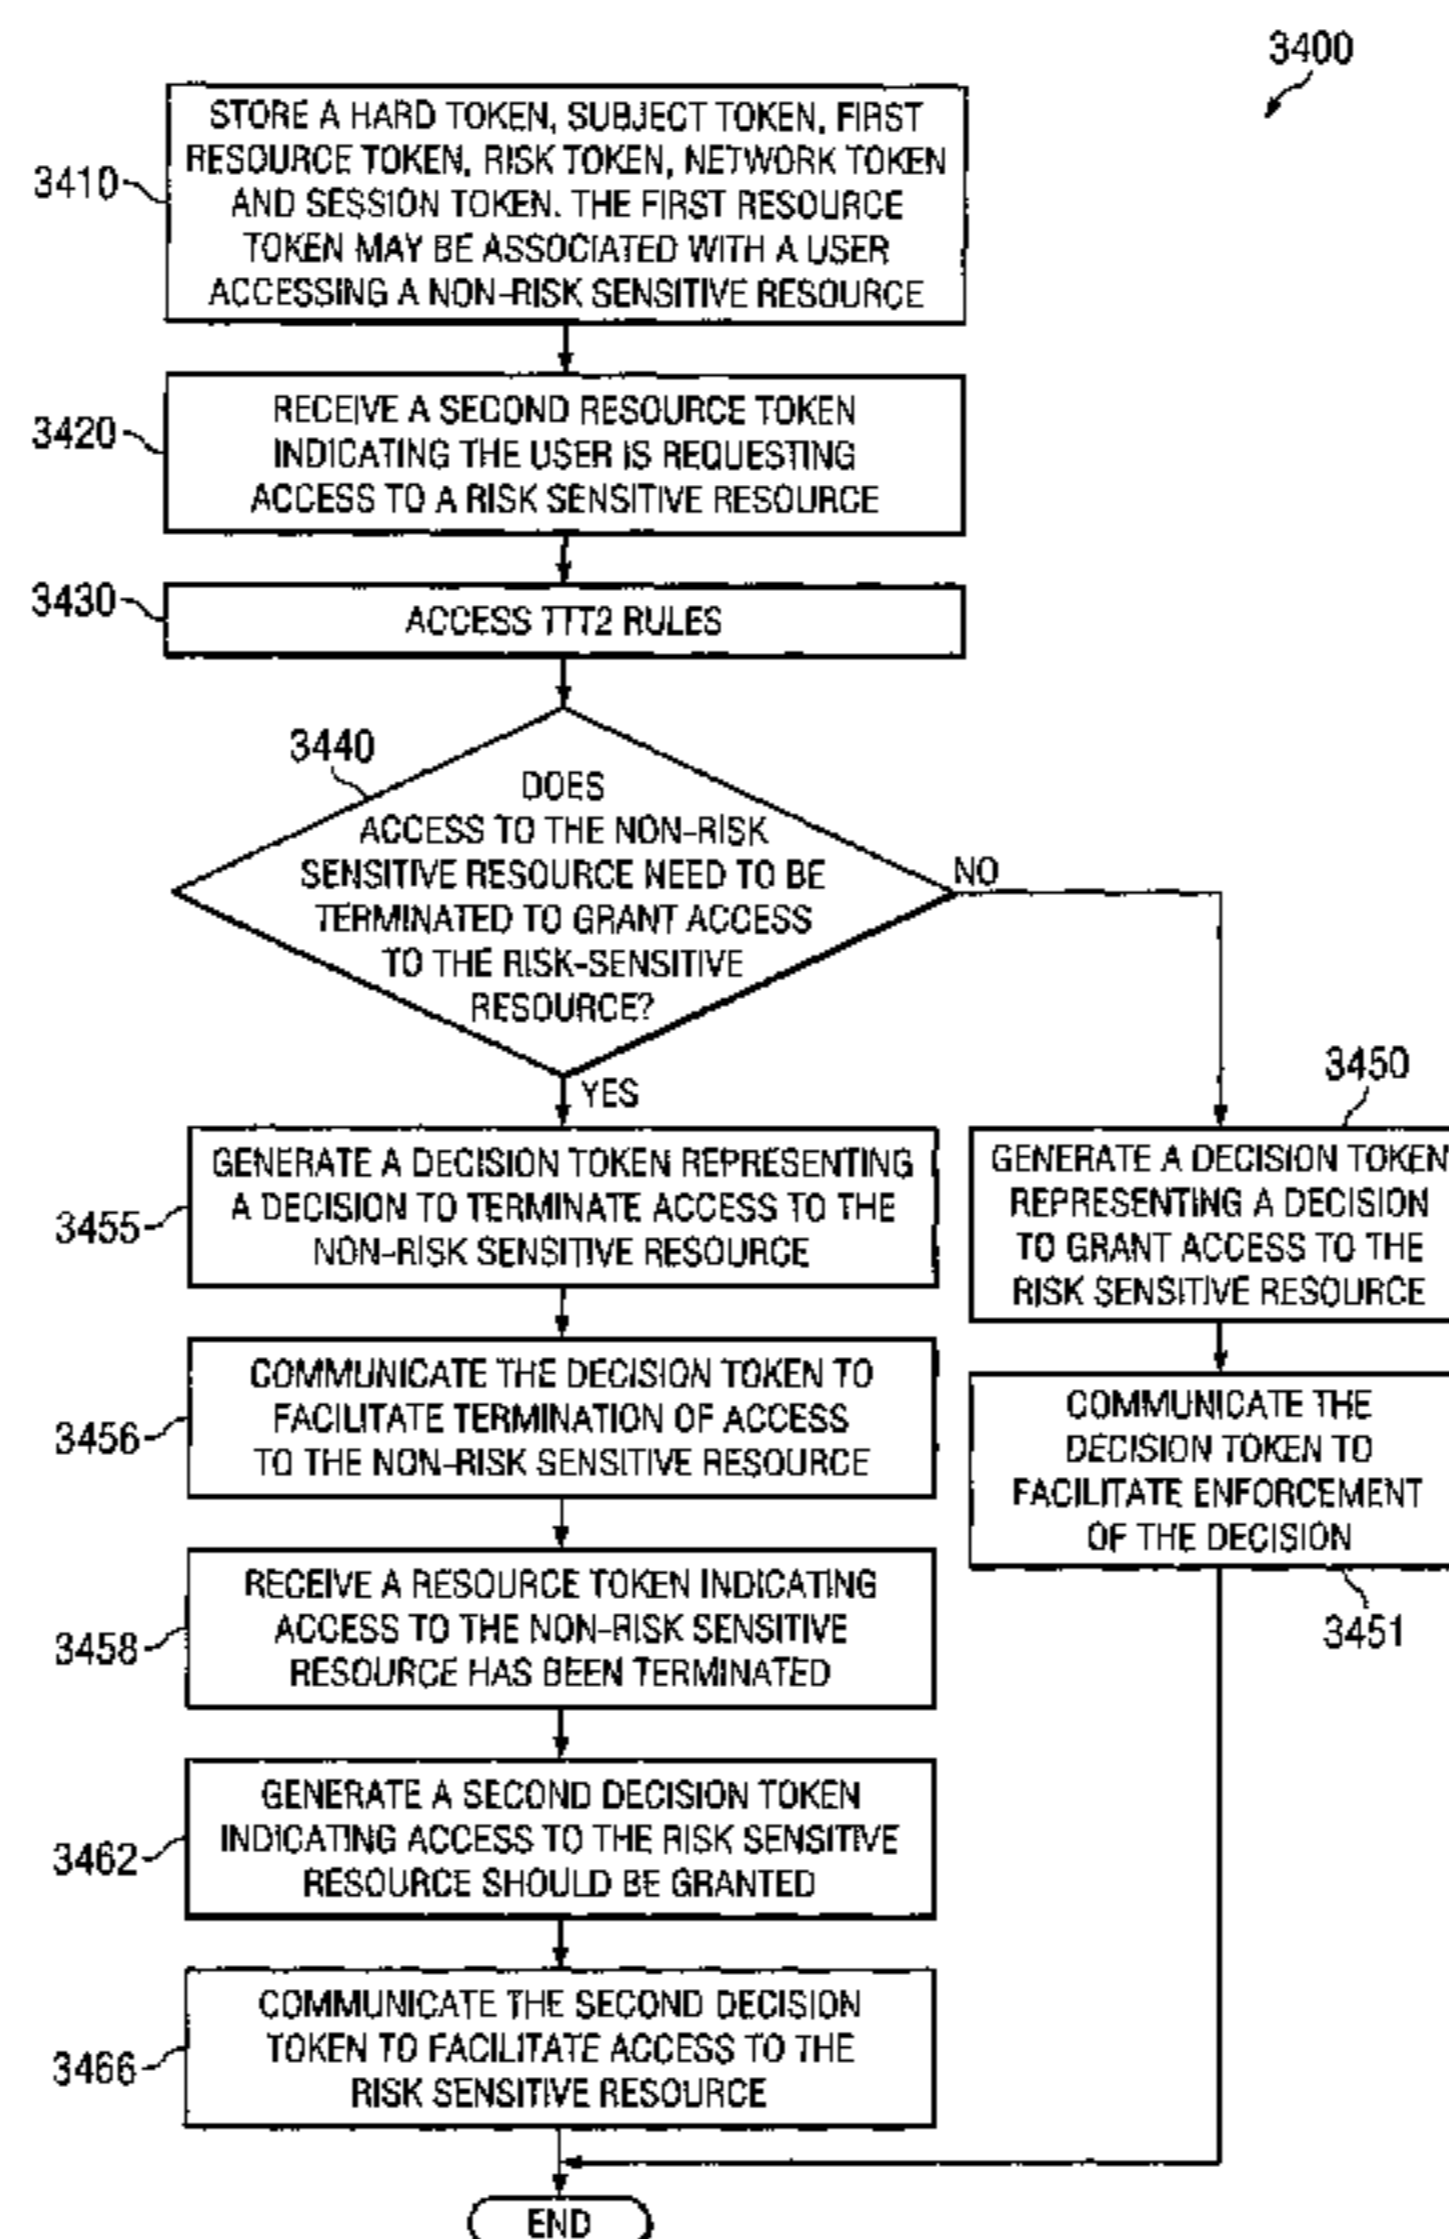 3400
3410
STORE A HARD TOKEN, SUBJECT TOKEN, FIRST
RESOURCE TOKEN, RISK TOKEN, NETWORK TOKEN
AND SESSION TOKEN. THE FIRST RESOURCE
TOKEN MAY BE ASSOCIATED WITH A USER
ACCESSING A NON-RISK SENSITIVE RESOURCE
3420
RECEIVE A SECOND RESOURCE TOKEN
INDICATING THE USER IS REQUESTING
ACCESS TO A RISK SENSITIVE RESOURCE
3430
ACCESS TTT2 RULES
3440
DOES
ACCESS TO THE NON-RISK
SENSITIVE RESOURCE NEED TO BE
TERMINATED TO GRANT ACCESS
TO THE RISK-SENSITIVE
RESOURCE?
NO
YES
3455
GENERATE A DECISION TOKEN REPRESENTING
A DECISION TO TERMINATE ACCESS TO THE
NON-RISK SENSITIVE RESOURCE
3456
COMMUNICATE THE DECISION TOKEN TO
FACILITATE TERMINATION OF ACCESS
TO THE NON-RISK SENSITIVE RESOURCE
3458
RECEIVE A RESOURCE TOKEN INDICATING
ACCESS TO THE NON-RISK SENSITIVE
RESOURCE HAS BEEN TERMINATED
3462
GENERATE A SECOND DECISION TOKEN
INDICATING ACCESS TO THE RISK SENSITIVE
RESOURCE SHOULD BE GRANTED
3466
COMMUNICATE THE SECOND DECISION
TOKEN TO FACILITATE ACCESS TO THE
RISK SENSITIVE RESOURCE
3450
GENERATE A DECISION TOKEN
REPRESENTING A DECISION
TO GRANT ACCESS TO THE
RISK SENSITIVE RESOURCE
COMMUNICATE THE
DECISION TOKEN TO
FACILITATE ENFORCEMENT
OF THE DECISION
3451
END